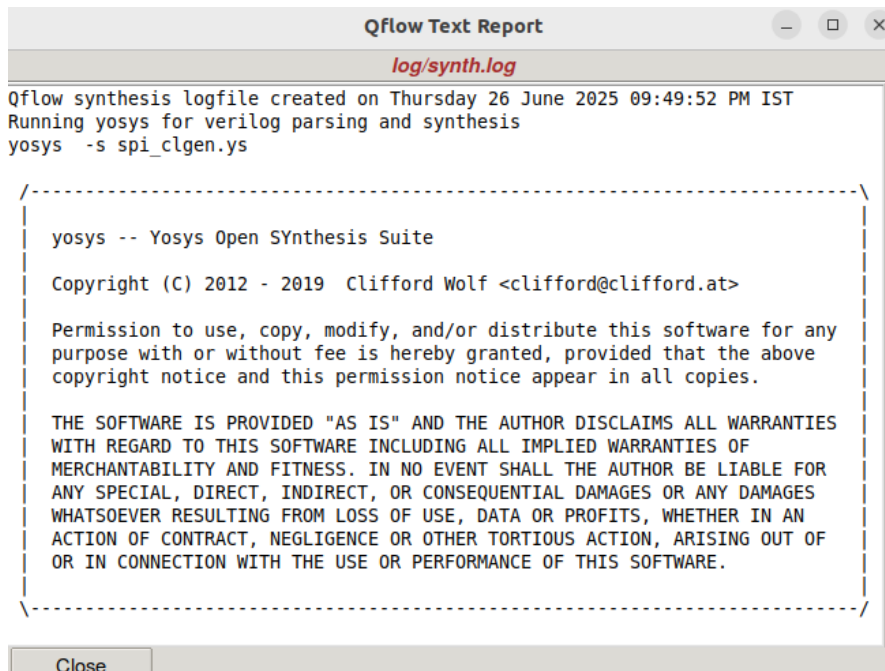 Qflow Text Report
log/synth.log
Qflow synthesis logfile created on Thursday 26 June 2025 09:49:52 PM IST
Running yosys for verilog parsing and synthesis
yosys  -s spi_clgen.ys
/----------------------------------------------------------------------------\
|                                                                            |
|  yosys -- Yosys Open SYnthesis Suite                                       |
|                                                                            |
|  Copyright (C) 2012 - 2019  Clifford Wolf <clifford@clifford.at>           |
|                                                                            |
|  Permission to use, copy, modify, and/or distribute this software for any  |
|  purpose with or without fee is hereby granted, provided that the above    |
|  copyright notice and this permission notice appear in all copies.         |
|                                                                            |
|  THE SOFTWARE IS PROVIDED "AS IS" AND THE AUTHOR DISCLAIMS ALL WARRANTIES  |
|  WITH REGARD TO THIS SOFTWARE INCLUDING ALL IMPLIED WARRANTIES OF          |
|  MERCHANTABILITY AND FITNESS. IN NO EVENT SHALL THE AUTHOR BE LIABLE FOR   |
|  ANY SPECIAL, DIRECT, INDIRECT, OR CONSEQUENTIAL DAMAGES OR ANY DAMAGES    |
|  WHATSOEVER RESULTING FROM LOSS OF USE, DATA OR PROFITS, WHETHER IN AN     |
|  ACTION OF CONTRACT, NEGLIGENCE OR OTHER TORTIOUS ACTION, ARISING OUT OF   |
|  OR IN CONNECTION WITH THE USE OR PERFORMANCE OF THIS SOFTWARE.            |
|                                                                            |
\----------------------------------------------------------------------------/
Close